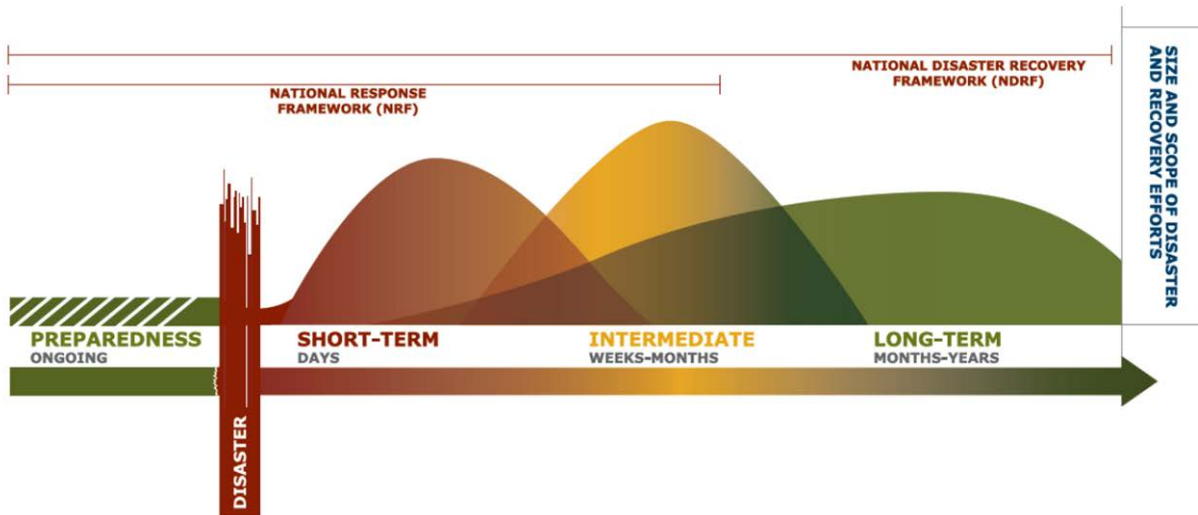 NATIONAL DISASTER RECOVERY
FRAMEWORK (NDRF)
NATIONAL RESPONSE
FRAMEWORK (NRF)
SIZE AND SCOPE OF DISASTER
AND RECOVERY EFFORTS
PREPAREDNESS
ONGOING
SHORT-TERM
DAYS
INTERMEDIATE
WEEKS-MONTHS
LONG-TERM
MONTHS-YEARS
DISASTER